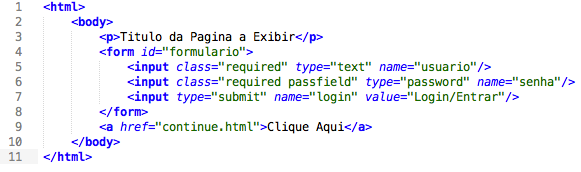 1 <html>
2 <body>
3 <p>Titulo da Pagina a Exibir</p>
4 <form id="formulario">
5 <input class="required" type="text" name="usuario"/>
6 <input class="required passfield" type="password" name="senha"/>
7 <input type="submit" name="login" value="Login/Entrar"/>
8 </form>
9 <a href="continue.html">Clique Aqui</a>
10 </body>
11 </html>